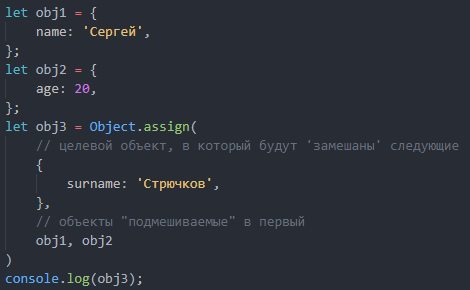 let obj1 = {
    name: 'Сергей',
};
let obj2 = {
    age: 20,
};
let obj3 = Object.assign(
    // целевой объект, в который будут 'замешаны' следующие
    {
        surname: 'Стрючков',
    },
    // объекты "подмешиваемые" в первый
    obj1, obj2
)
console.log(obj3);